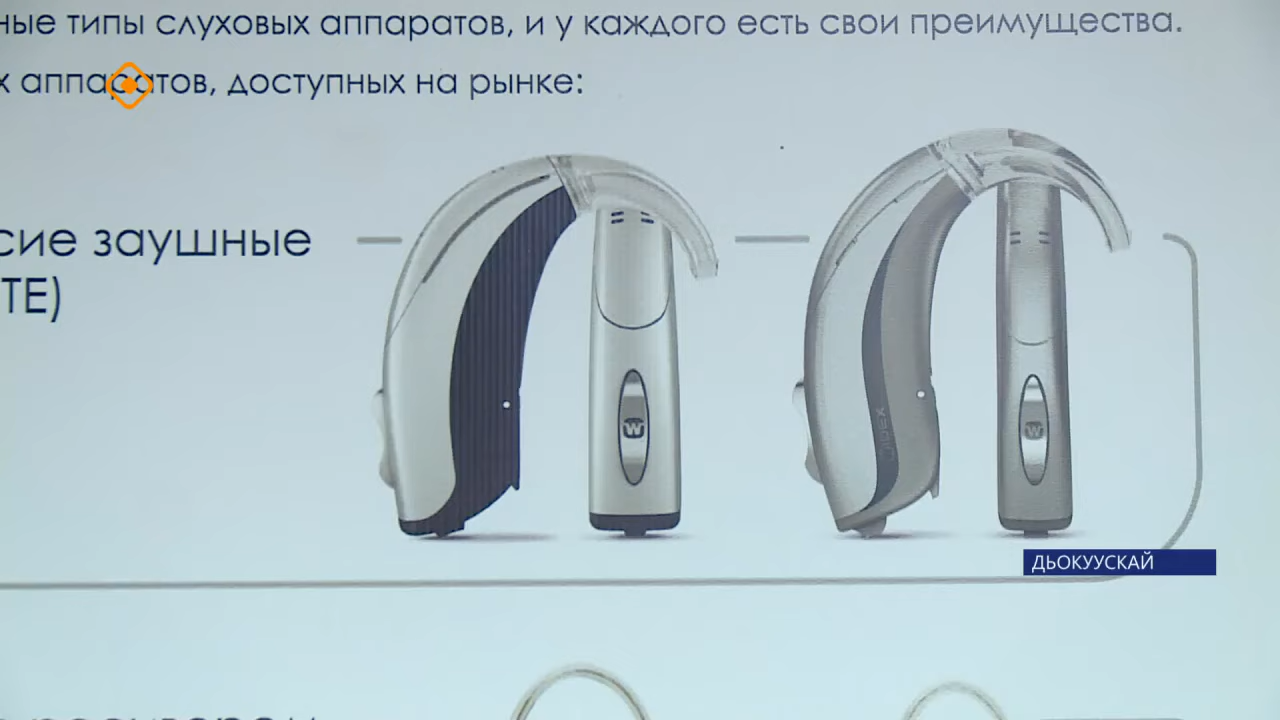 ные типы слуховых аппаратов, и у каждого есть свои преимущества.
х аппаратов, доступных на рынке:
сие заушные
TE)
W
W
ДЬОКУУСКАЙ